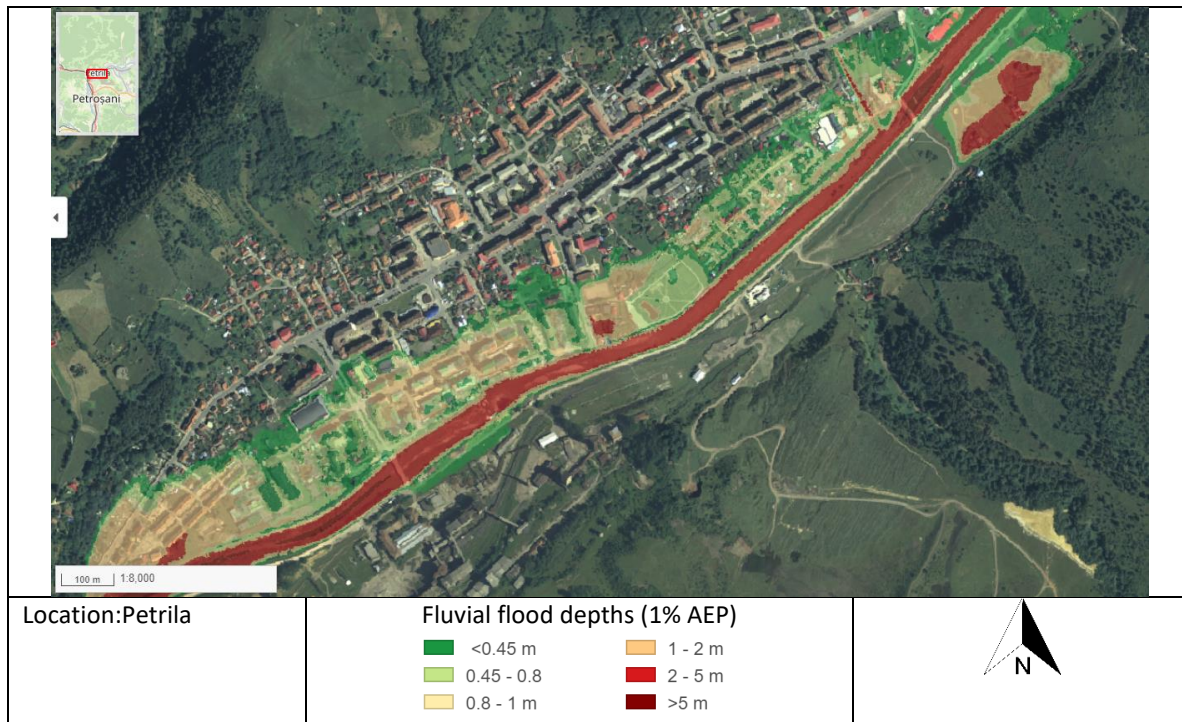 Petrila
Petroșani
100 m 1:8,000
Location:Petrila
Fluvial flood depths (1% AEP)
<0.45 m
0.45 - 0.8
0.8 - 1 m
1 - 2 m
2 - 5 m
>5 m
N